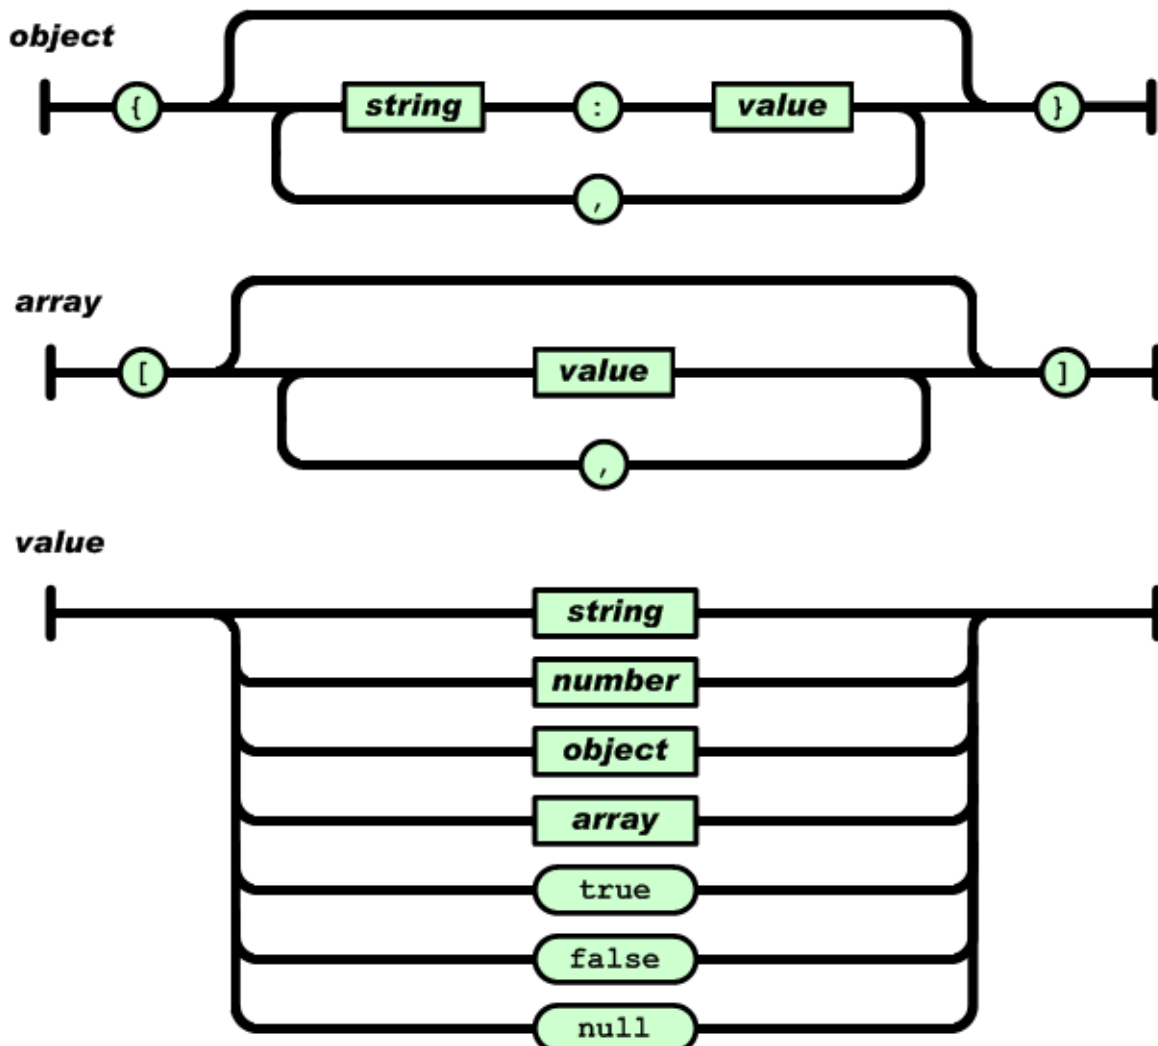 object
{ string : value }
,
array
[ value ]
,
value
string
number
object
array
true
false
null